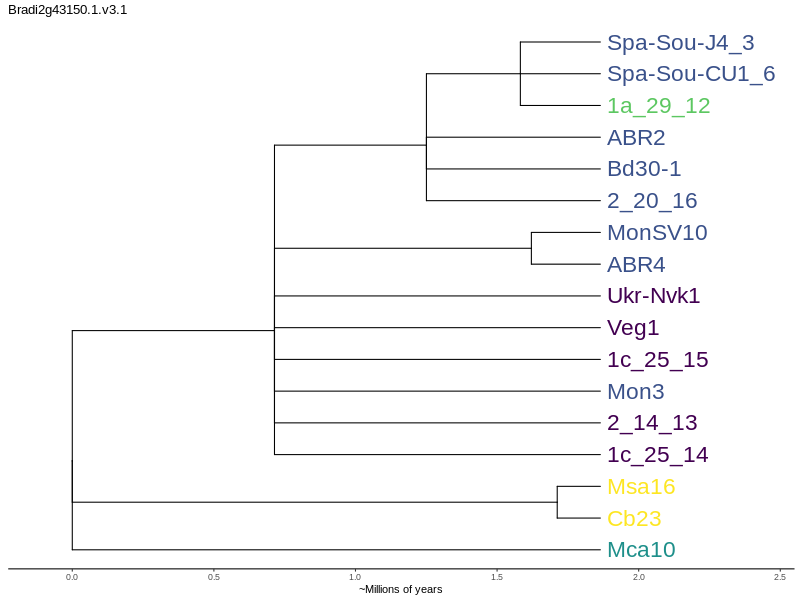 Bradi2g43150.1.v3.1
Spa-Sou-J4_3
Spa-Sou-CU1_6
1a_29_12
ABR2
Bd30-1
2_20_16
MonSV10
ABR4
Ukr-Nvk1
Veg1
1c_25_15
Mon3
2_14_13
1c_25_14
Msa16
Cb23
Mca10
0.0 0.5 1.0 1.5 2.0 2.5
~Millions of years